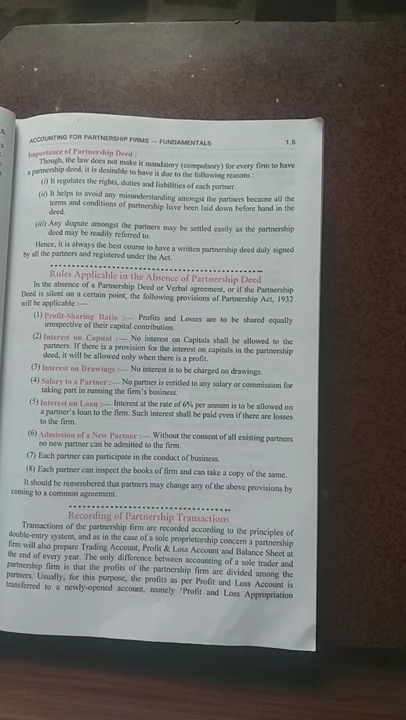 ACCOUNTING FOR PARTNERSHIP FIRMS — FUNDAMENTALS 1.5
Importance of Partnership Deed :
Though, the law does not make it mandatory (compulsory) for every firm to have
a partnership deed, it is desirable to have it due to the following reasons :
(i) It regulates the rights, duties and liabilities of each partner.
(ii) It helps to avoid any misunderstanding amongst the partners because all the
terms and conditions of partnership have been laid down before hand in the
deed.
(iii) Any dispute amongst the partners may be settled easily as the partnership
deed may be readily referred to.
Hence, it is always the best course to have a written partnership deed duly signed
by all the partners and registered under the Act.
Rules Applicable in the Absence of Partnership Deed
In the absence of a Partnership Deed or Verbal agreement, or if the Partnership
Deed is silent on a certain point, the following provisions of Partnership Act, 1932
will be applicable :—
(1) Profit-Sharing Ratio :— Profits and Losses are to be shared equally
irrespective of their capital contribution.
(2) Interest on Capital :— No interest on Capitals shall be allowed to the
partners. If there is a provision for the interest on capitals in the partnership
deed, it will be allowed only when there is a profit.
(3) Interest on Drawings :— No interest is to be charged on drawings.
(4) Salary to a Partner :— No partner is entitled to any salary or commission for
taking part in running the firm's business.
(5) Interest on Loan :— Interest at the rate of 6% per annum is to be allowed on
a partner's loan to the firm. Such interest shall be paid even if there are losses
to the firm.
(6) Admission of a New Partner :— Without the consent of all existing partners
no new partner can be admitted to the firm.
(7) Each partner can participate in the conduct of business.
(8) Each partner can inspect the books of firm and can take a copy of the same.
It should be remembered that partners may change any of the above provisions by
coming to a common agreement.
Recording of Partnership Transactions
Transactions of the partnership firm are recorded according to the principles of
double-entry system, and as in the case of a sole proprietorship concern a partnership
firm will also prepare Trading Account, Profit & Loss Account and Balance Sheet at
the end of every year. The only difference between accounting of a sole trader and
partnership firm is that the profits of the partnership firm are divided among the
partners. Usually, for this purpose, the profits as per Profit and Loss Account is
transferred to a newly-opened account, namely 'Profit and Loss Appropriation